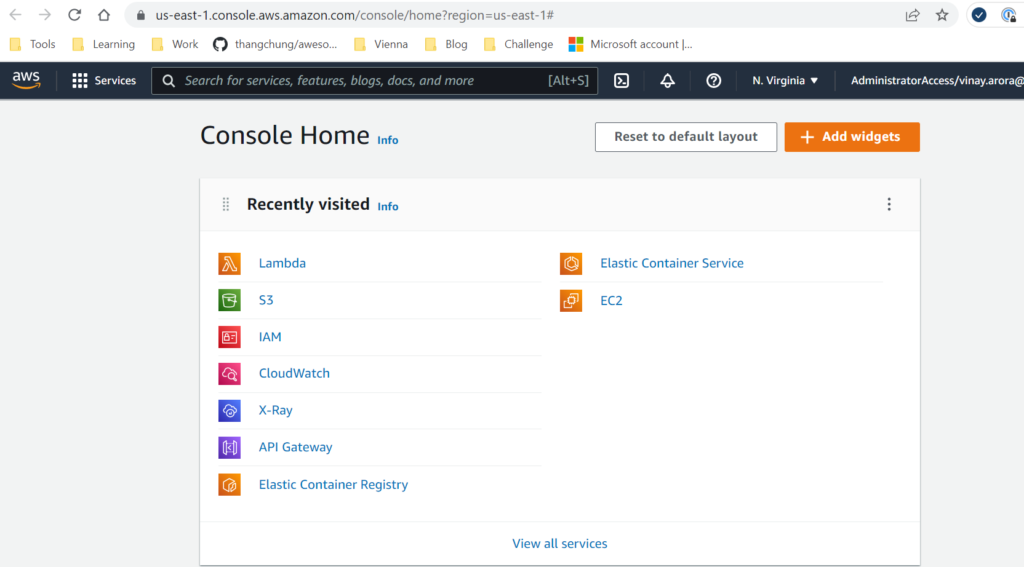 us-east-1.console.aws.amazon.com/console/home?region=us-east-1#
Tools Learning Work thangchung/aweso... Vienna Blog Challenge Microsoft account |...
aws Services Search for services, features, blogs, docs, and more [Alt+S] N. Virginia ▼ AdministratorAccess/vinay.arora@
Console Home Info Reset to default layout + Add widgets
Recently visited Info
Lambda Elastic Container Service
S3 EC2
IAM
CloudWatch
X-Ray
API Gateway
Elastic Container Registry
View all services